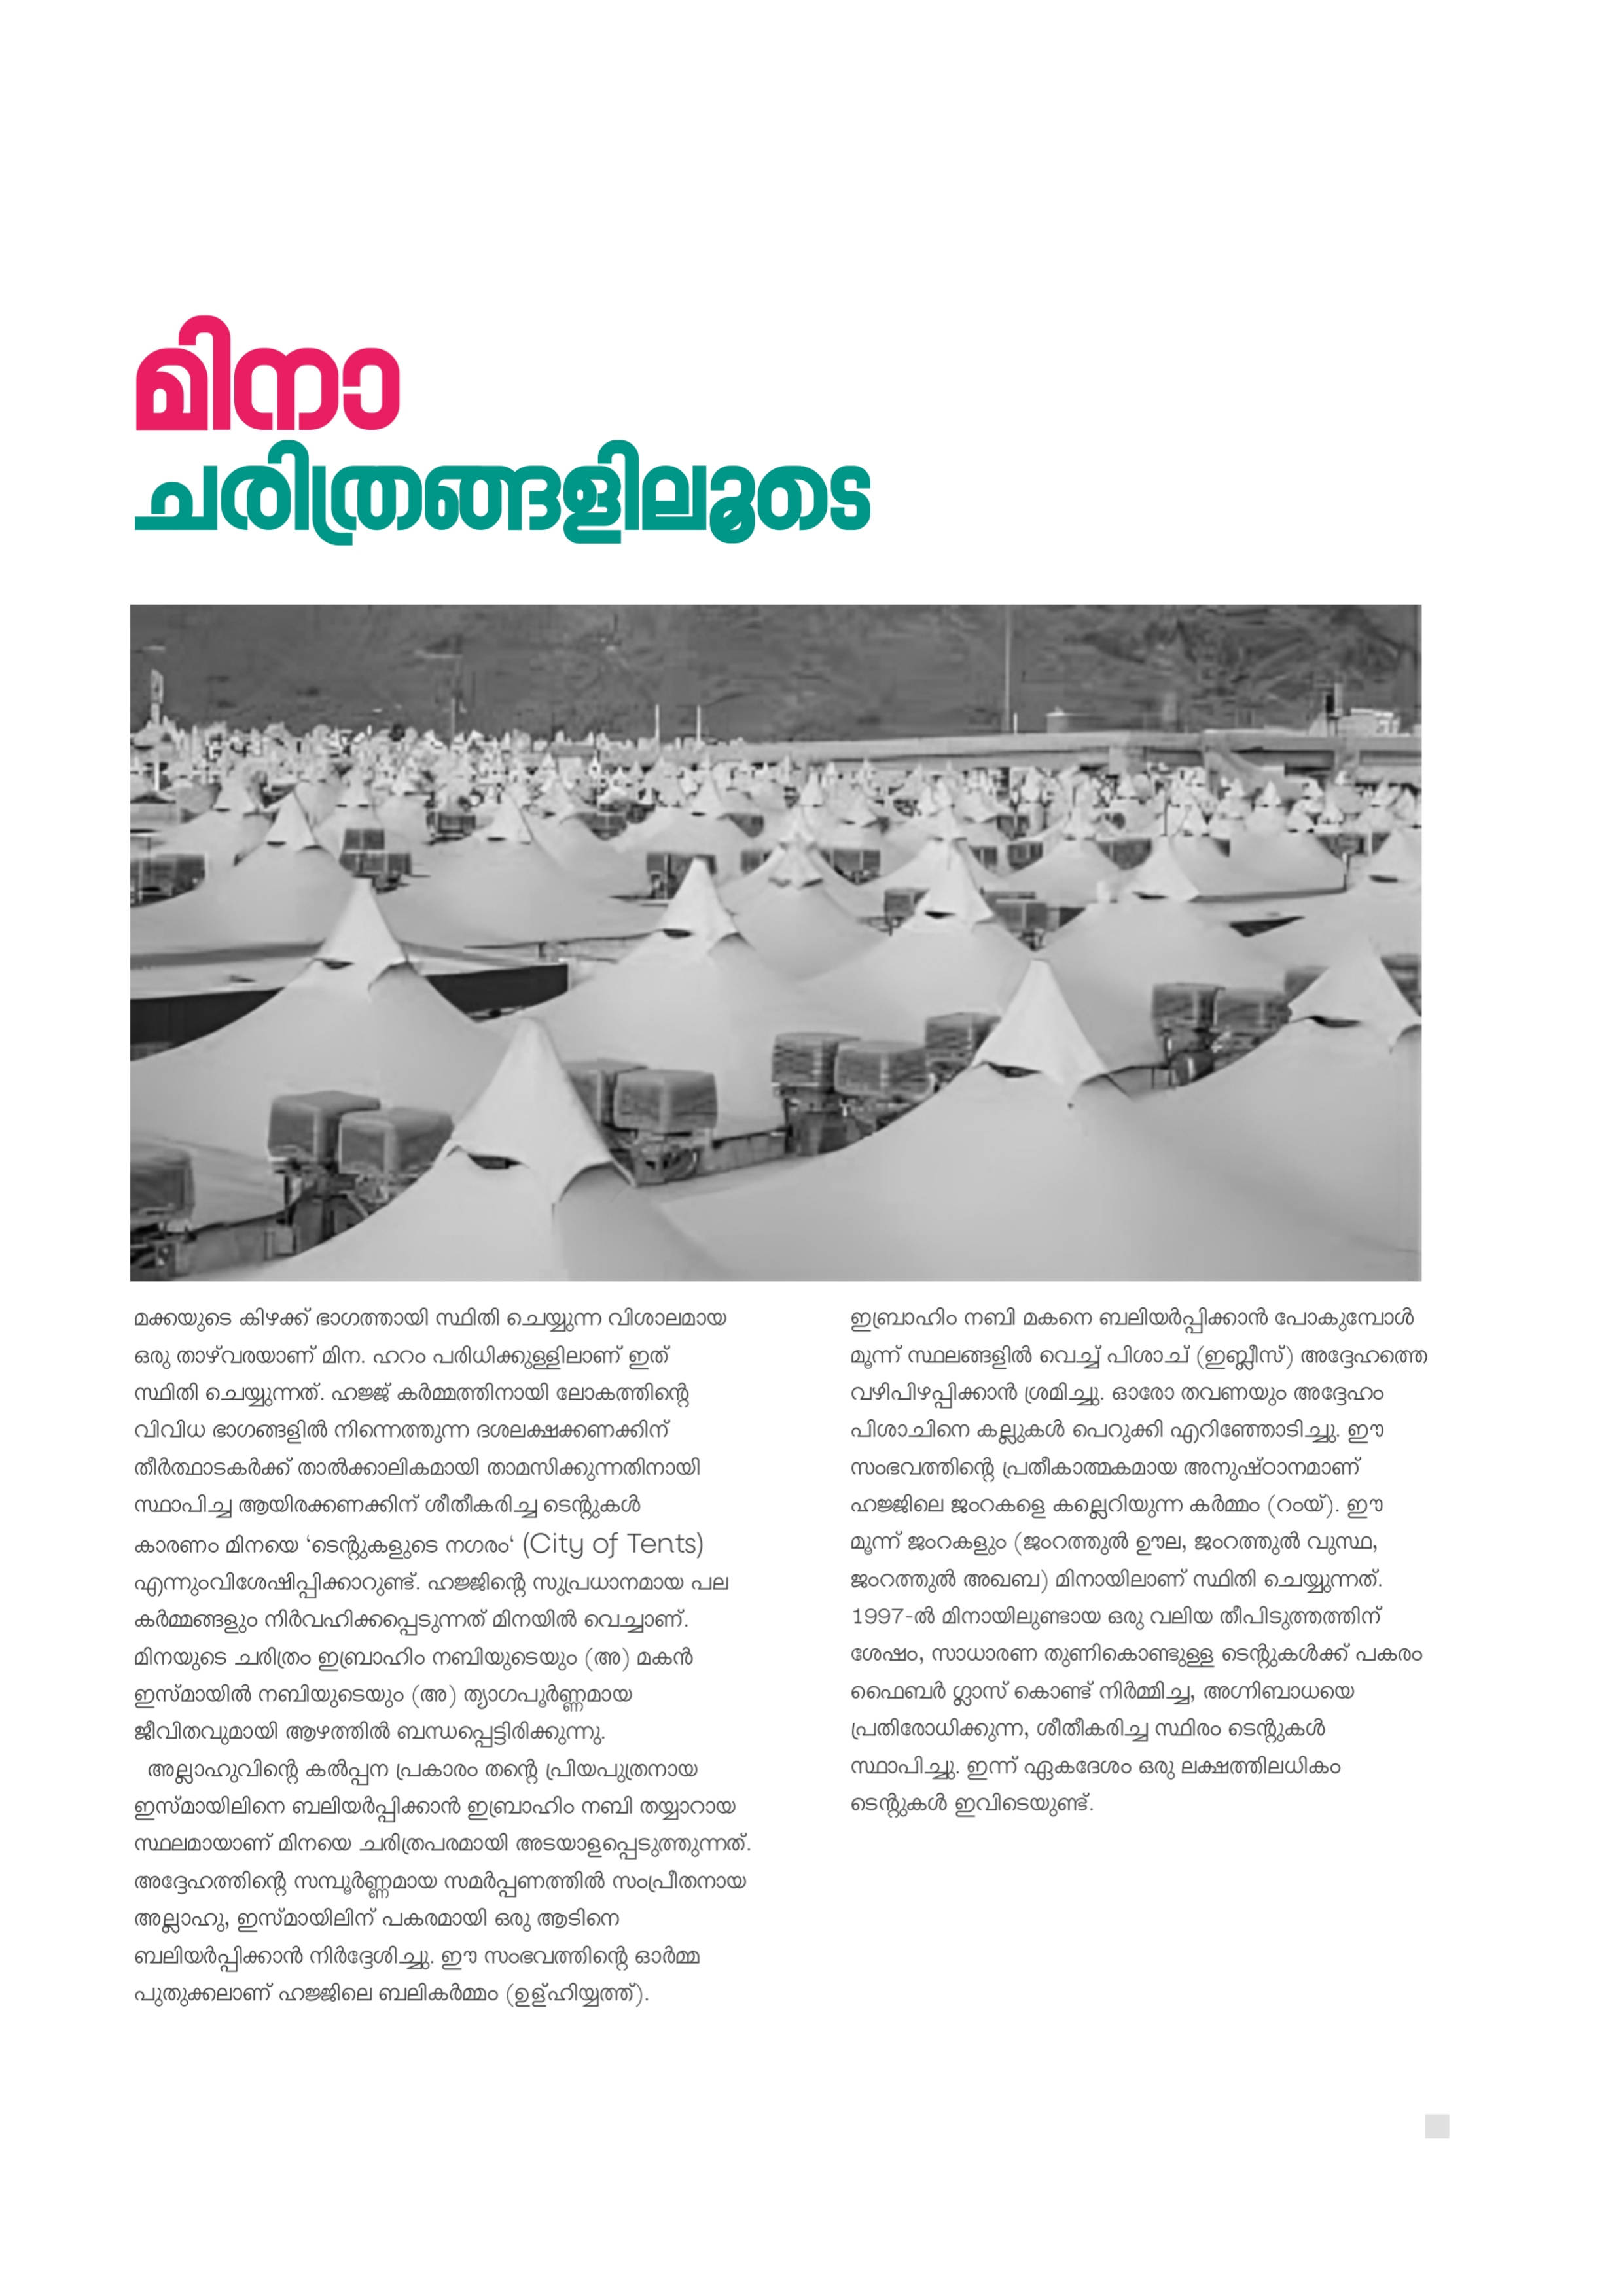 മിനാ
ചരിത്രങ്ങളിലൂടെ
മക്കയുടെ കിഴക്ക് ഭാഗത്തായി സ്ഥിതി ചെയ്യുന്ന വിശാലമായ
ഒരു താഴ്‌വരയാണ് മിന. ഹറം പരിധിക്കുള്ളിലാണ് ഇത്
സ്ഥിതി ചെയ്യുന്നത്. ഹജ്ജ് കർമ്മത്തിനായി ലോകത്തിന്റെ
വിവിധ ഭാഗങ്ങളിൽ നിന്നെത്തുന്ന ദശലക്ഷക്കണക്കിന്
തീർത്ഥാടകർക്ക് താൽക്കാലികമായി താമസിക്കുന്നതിനായി
സ്ഥാപിച്ച ആയിരക്കണക്കിന് ശീതീകരിച്ച ടെന്റുകൾ
കാരണം മിനയെ ‘ടെന്റുകളുടെ നഗരം‘ (City of Tents)
എന്നുംവിശേഷിപ്പിക്കാറുണ്ട്. ഹജ്ജിന്റെ സുപ്രധാനമായ പല
കർമ്മങ്ങളും നിർവഹിക്കപ്പെടുന്നത് മിനയിൽ വെച്ചാണ്.
മിനയുടെ ചരിത്രം ഇബ്രാഹിം നബിയുടെയും (അ) മകൻ
ഇസ്മായിൽ നബിയുടെയും (അ) ത്യാഗപൂർണ്ണമായ
ജീവിതവുമായി ആഴത്തിൽ ബന്ധപ്പെട്ടിരിക്കുന്നു.
അല്ലാഹുവിന്റെ കൽപ്പന പ്രകാരം തന്റെ പ്രിയപുത്രനായ
ഇസ്മായിലിനെ ബലിയർപ്പിക്കാൻ ഇബ്രാഹിം നബി തയ്യാറായ
സ്ഥലമായാണ് മിനയെ ചരിത്രപരമായി അടയാളപ്പെടുത്തുന്നത്.
അദ്ദേഹത്തിന്റെ സമ്പൂർണ്ണമായ സമർപ്പണത്തിൽ സംപ്രീതനായ
അല്ലാഹു, ഇസ്മായിലിന് പകരമായി ഒരു ആടിനെ
ബലിയർപ്പിക്കാൻ നിർദ്ദേശിച്ചു. ഈ സംഭവത്തിന്റെ ഓർമ്മ
പുതുക്കലാണ് ഹജ്ജിലെ ബലികർമ്മം (ഉള്ഹിയ്യത്ത്).
ഇബ്രാഹിം നബി മകനെ ബലിയർപ്പിക്കാൻ പോകുമ്പോൾ
മൂന്ന് സ്ഥലങ്ങളിൽ വെച്ച് പിശാച് (ഇബ്ലീസ്) അദ്ദേഹത്തെ
വഴിപിഴപ്പിക്കാൻ ശ്രമിച്ചു. ഓരോ തവണയും അദ്ദേഹം
പിശാചിനെ കല്ലുകൾ പെറുക്കി എറിഞ്ഞോടിച്ചു. ഈ
സംഭവത്തിന്റെ പ്രതീകാത്മകമായ അനുഷ്ഠാനമാണ്
ഹജ്ജിലെ ജംറകളെ കല്ലെറിയുന്ന കർമ്മം (റംയ്). ഈ
മൂന്ന് ജംറകളും (ജംറത്തുൽ ഊല, ജംറത്തുൽ വുസ്ഥ,
ജംറത്തുൽ അഖബ) മിനായിലാണ് സ്ഥിതി ചെയ്യുന്നത്.
1997-ൽ മിനായിലുണ്ടായ ഒരു വലിയ തീപിടുത്തത്തിന്
ശേഷം, സാധാരണ തുണികൊണ്ടുള്ള ടെന്റുകൾക്ക് പകരം
ഫൈബർ ഗ്ലാസ് കൊണ്ട് നിർമ്മിച്ച, അഗ്നിബാധയെ
പ്രതിരോധിക്കുന്ന, ശീതീകരിച്ച സ്ഥിരം ടെന്റുകൾ
സ്ഥാപിച്ചു. ഇന്ന് ഏകദേശം ഒരു ലക്ഷത്തിലധികം
ടെന്റുകൾ ഇവിടെയുണ്ട്.